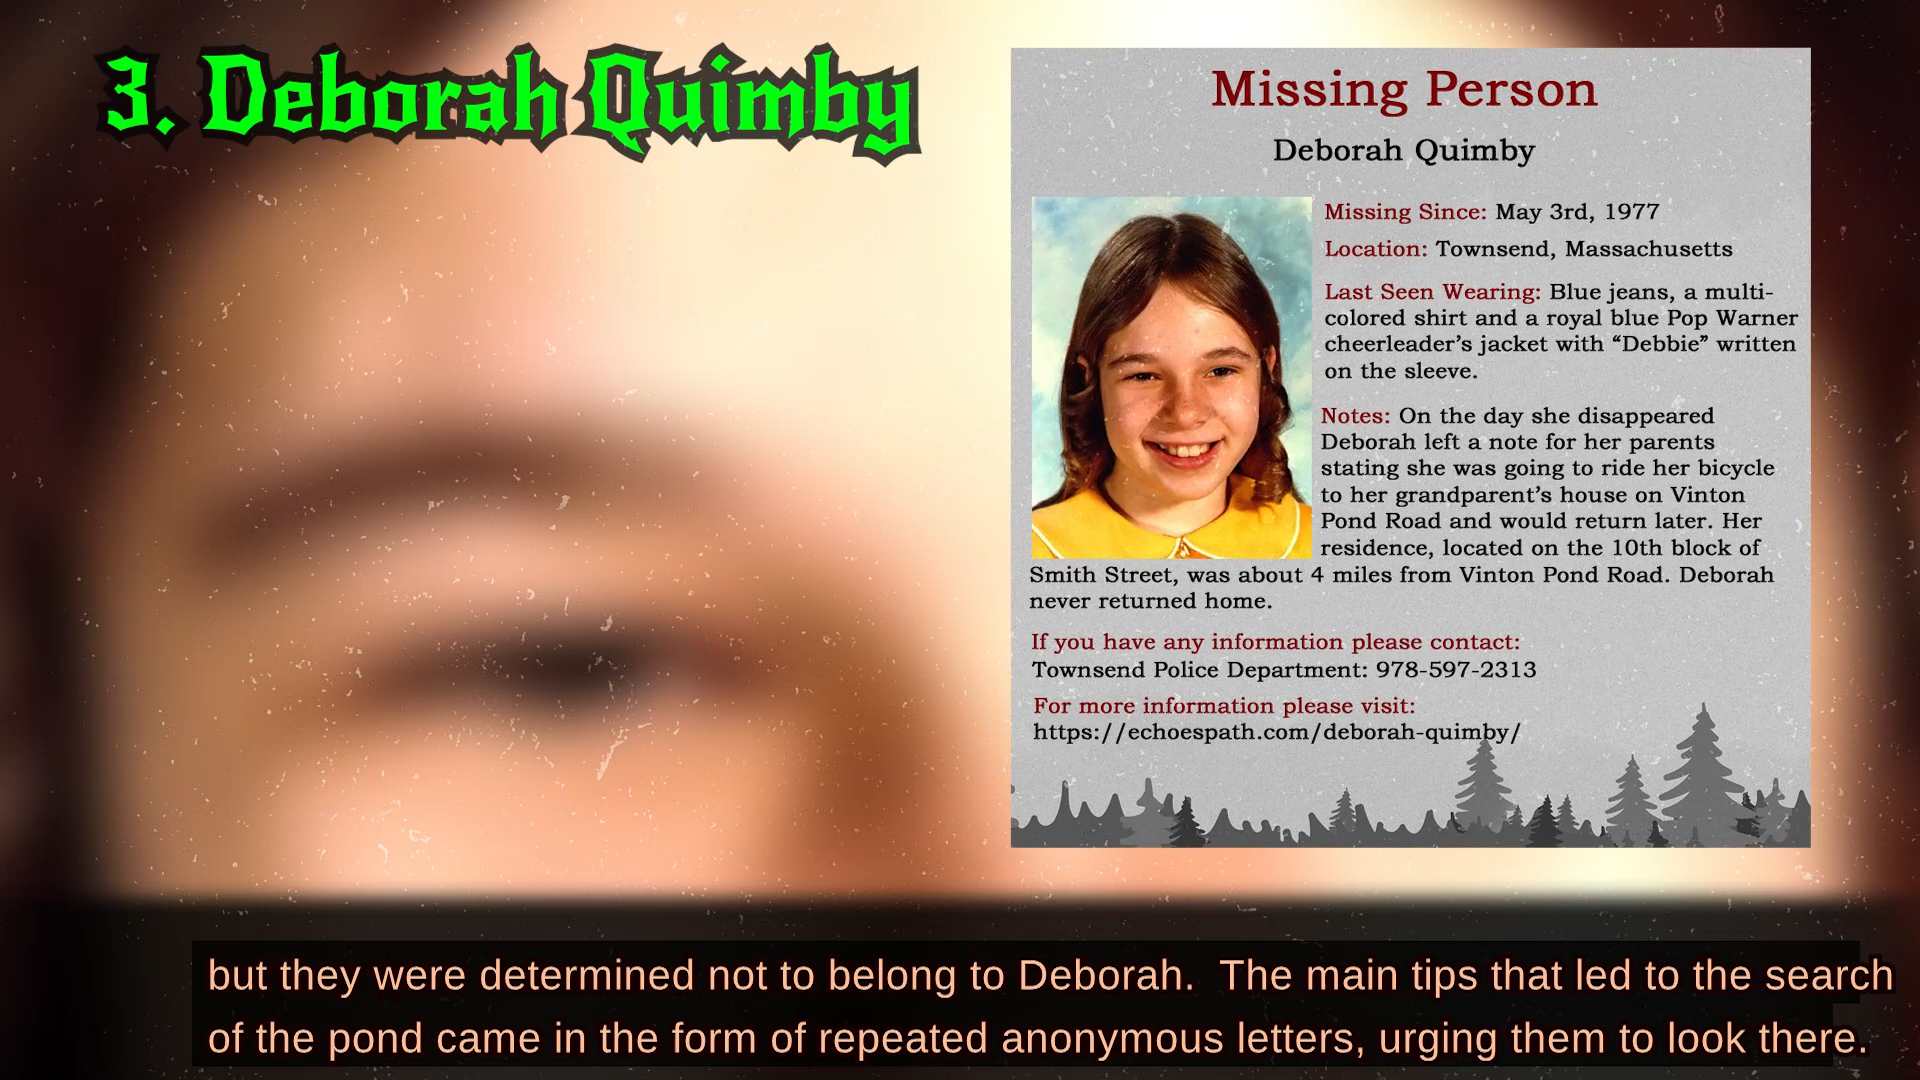 3. Deborah Quimby
Missing Person
Deborah Quimby
Missing Since: May 3rd, 1977
Location: Townsend, Massachusetts
Last Seen Wearing: Blue jeans, a multi-
colored shirt and a royal blue Pop Warner
cheerleader's jacket with “Debbie” written
on the sleeve.
Notes: On the day she disappeared
Deborah left a note for her parents
stating she was going to ride her bicycle
to her grandparent's house on Vinton
Pond Road and would return later. Her
residence, located on the 10th block of
Smith Street, was about 4 miles from Vinton Pond Road. Deborah
never returned home.
If you have any information please contact:
Townsend Police Department: 978-597-2313
For more information please visit:
https://echoespath.com/deborah-quimby/
but they were determined not to belong to Deborah.  The main tips that led to the search
of the pond came in the form of repeated anonymous letters, urging them to look there.